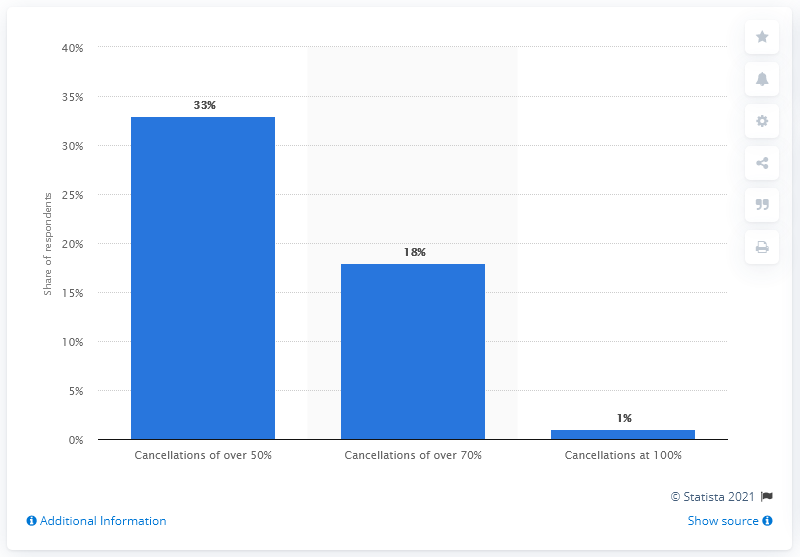 40%
35%
30%
25%
20%
15%
10%
5%
0%
Share of respondents
33%
18%
1%
Cancellations of over 50%
Cancellations of over 70%
Cancellations at 100%
© Statista 2021
Additional Information
Show source